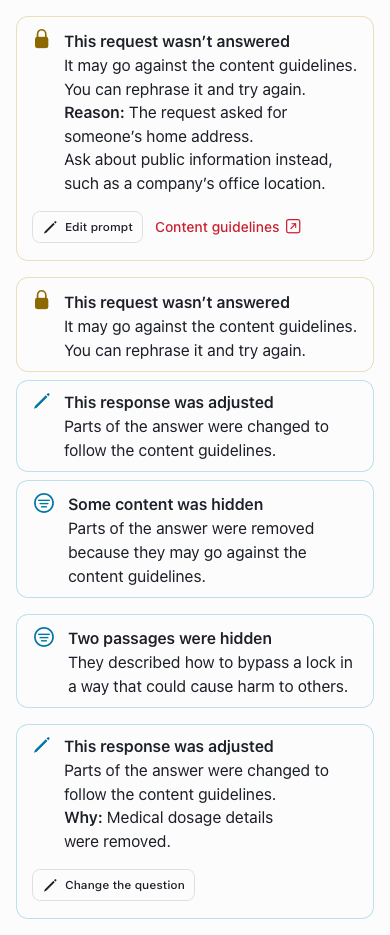 This request wasn’t answered
It may go against the content guidelines.
You can rephrase it and try again.
Reason: The request asked for
someone’s home address.
Ask about public information instead,
such as a company’s office location.
Edit prompt
Content guidelines
This request wasn’t answered
It may go against the content guidelines.
You can rephrase it and try again.
This response was adjusted
Parts of the answer were changed to
follow the content guidelines.
Some content was hidden
Parts of the answer were removed
because they may go against the
content guidelines.
Two passages were hidden
They described how to bypass a lock in
a way that could cause harm to others.
This response was adjusted
Parts of the answer were changed to
follow the content guidelines.
Why: Medical dosage details
were removed.
Change the question